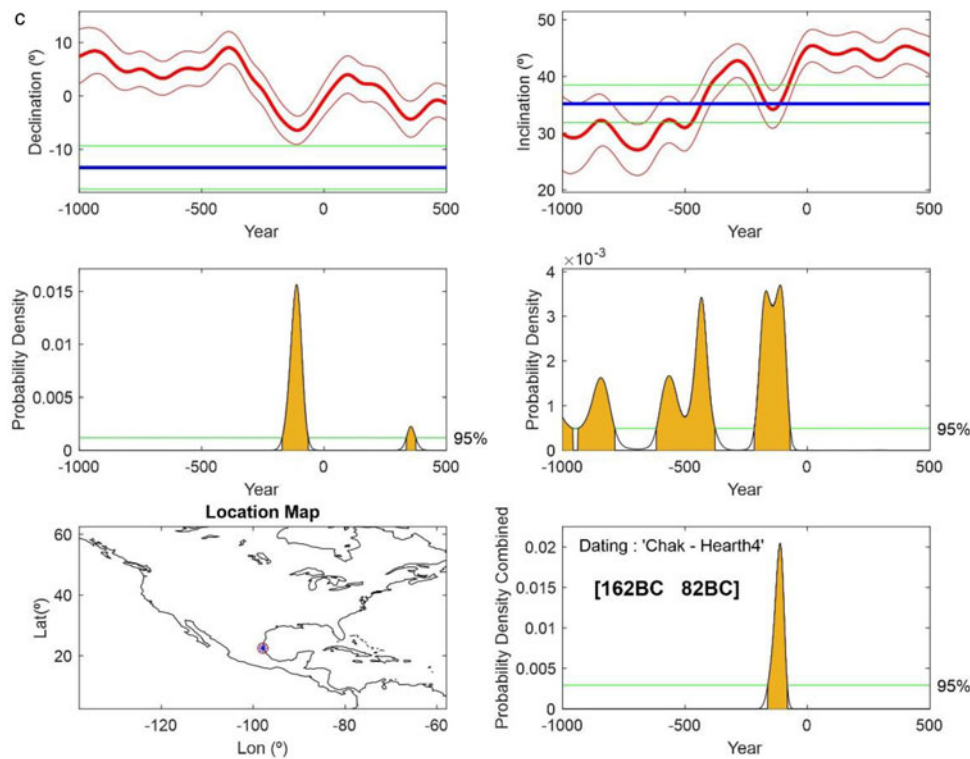 c
Declination (º)
10
0
-10
-1000 -500 0 500
Year
Inclination (º)
50
40
30
20
-1000 -500 0 500
Year
Probability Density
0.015
0.01
0.005
0
95%
-1000 -500 0 500
Year
×10⁻³
Probability Density
4
3
2
1
0
95%
-1000 -500 0 500
Year
Location Map
Lat(º)
60
40
20
-120 -100 -80 -60
Lon (º)
Probability Density Combined
0.02
0.015
0.01
0.005
0
Dating : 'Chak - Hearth4'
[162BC 82BC]
95%
-1000 -500 0 500
Year